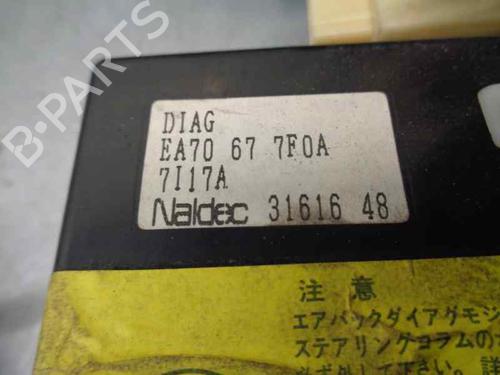 B-PARTS
DIAG
EA70 67 7F0A
7I17A
Naldec 31616 48
注意
エアバッグダイアグモジ
ステアリングコラムの